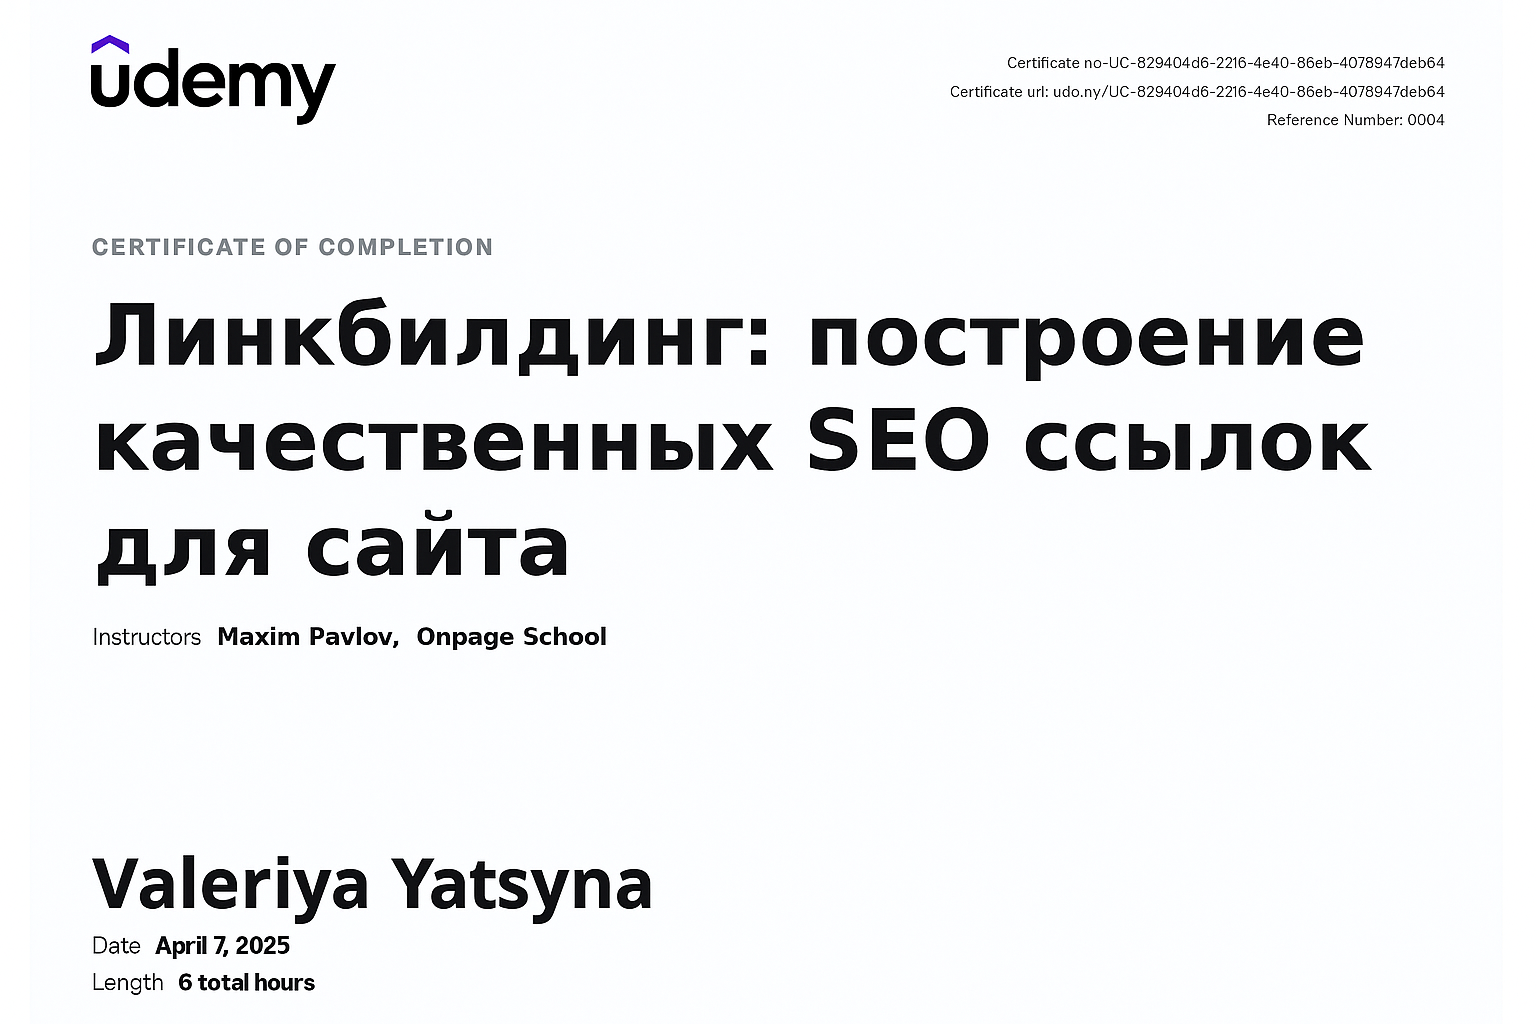 udemy
Certificate no-UC-829404d6-2216-4e40-86eb-4078947deb64
Certificate url: udo.ny/UC-829404d6-2216-4e40-86eb-4078947deb64
Reference Number: 0004
CERTIFICATE OF COMPLETION
Линкбилдинг: построение
качественных SEO ссылок
для сайта
Instructors Maxim Pavlov, Onpage School
Valeriya Yatsyna
Date April 7, 2025
Length 6 total hours